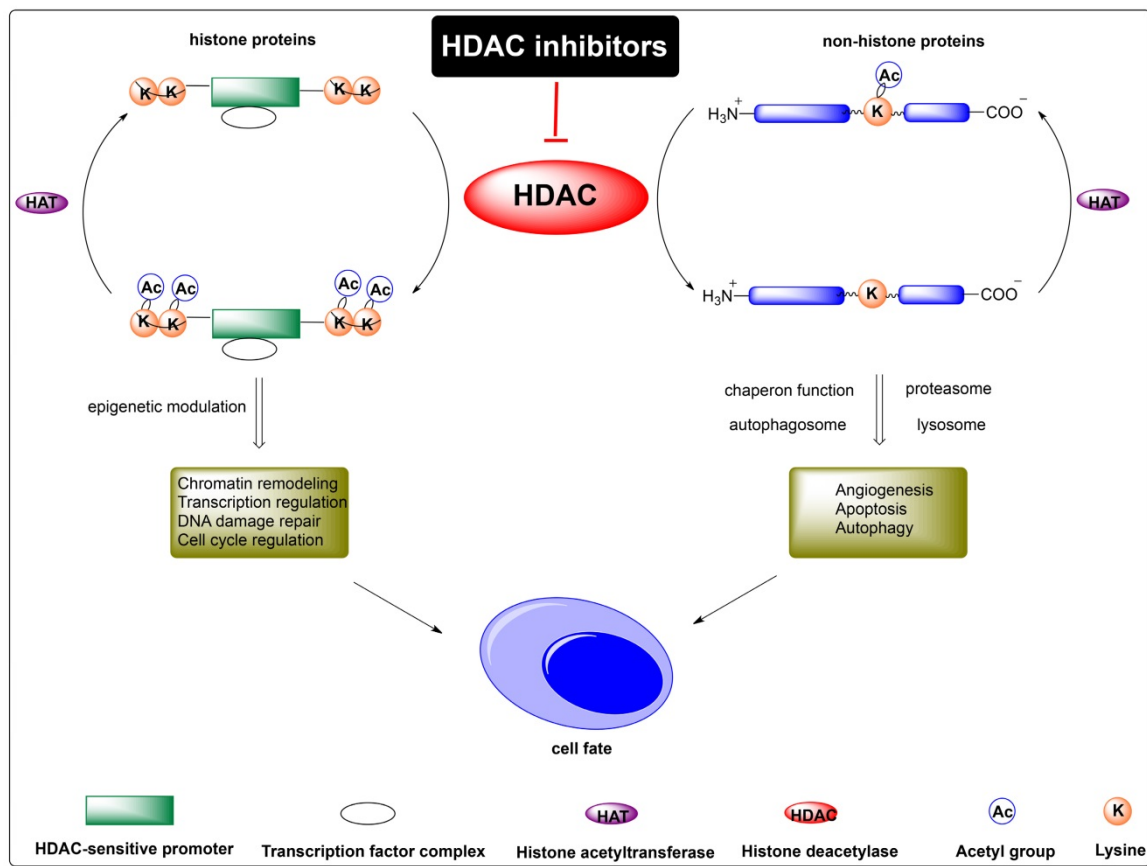 HDAC inhibitors
histone proteins
non-histone proteins
K K
K K
Ac
H₃N⁺
K
COO⁻
HAT
HDAC
HAT
Ac Ac
Ac Ac
K K
K K
H₃N⁺
K
COO⁻
epigenetic modulation
chaperon function
proteasome
autophagosome
lysosome
Chromatin remodeling
Transcription regulation
DNA damage repair
Cell cycle regulation
Angiogenesis
Apoptosis
Autophagy
cell fate
HAT
HDAC
Ac
K
HDAC-sensitive promoter
Transcription factor complex
Histone acetyltransferase
Histone deacetylase
Acetyl group
Lysine